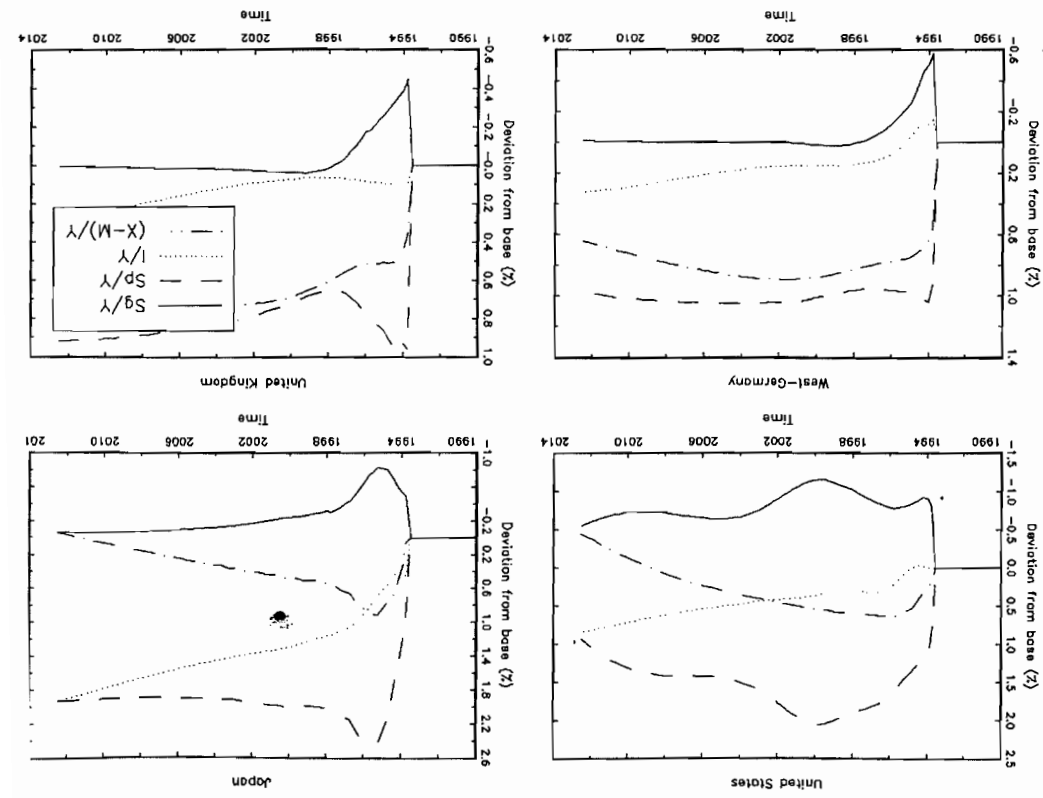 United States
Deviation from base (%)
2.5
2.0
1.5
1.0
0.5
0.0
-0.5
-1.0
-1.5
1990 1994 1998 2002 2006 2010 2014
Time
Japan
Deviation from base (%)
2.6
2.2
1.8
1.4
1.0
0.6
0.2
-0.2
-1.0
1990 1994 1998 2002 2006 2010 201
Time
West-Germany
Deviation from base (%)
1.4
1.0
0.6
0.2
-0.2
-0.6
1990 1994 1998 2002 2006 2010 2014
Time
United Kingdom
Deviation from base (%)
1.0
0.8
0.6
0.4
0.2
-0.0
-0.2
-0.4
-0.6
1990 1994 1998 2002 2006 2010 2014
Time
Sg/Y
Sp/Y
I/Y
(X-M)/Y